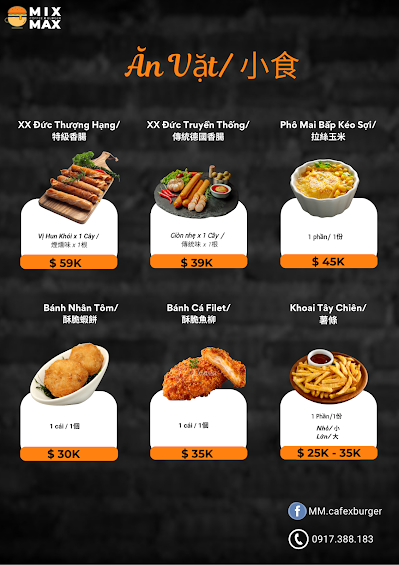 MIX
COFFEE & BURGER
MAX
Ăn Vặt/ 小食
XX Đức Thượng Hạng/
特級香腸
XX Đức Truyền Thống/
傳統德國香腸
Phô Mai Bắp Kéo Sợi/
拉絲玉米
Vị Hun Khói x 1 Cây /
煙燻味 x 1根
$ 59K
Giòn nhẹ x 1 Cây /
傳統味 x 1根
$ 39K
1 phần/ 1份
$ 45K
Bánh Nhân Tôm/
酥脆蝦餅
Bánh Cá Filet/
酥脆魚柳
Khoai Tây Chiên/
薯條
1 cái / 1個
$ 30K
1 cái / 1個
$ 35K
1 Phần/1份
Nhỏ/ 小
Lớn/ 大
$ 25K - 35K
MM.cafexburger
0917.388.183